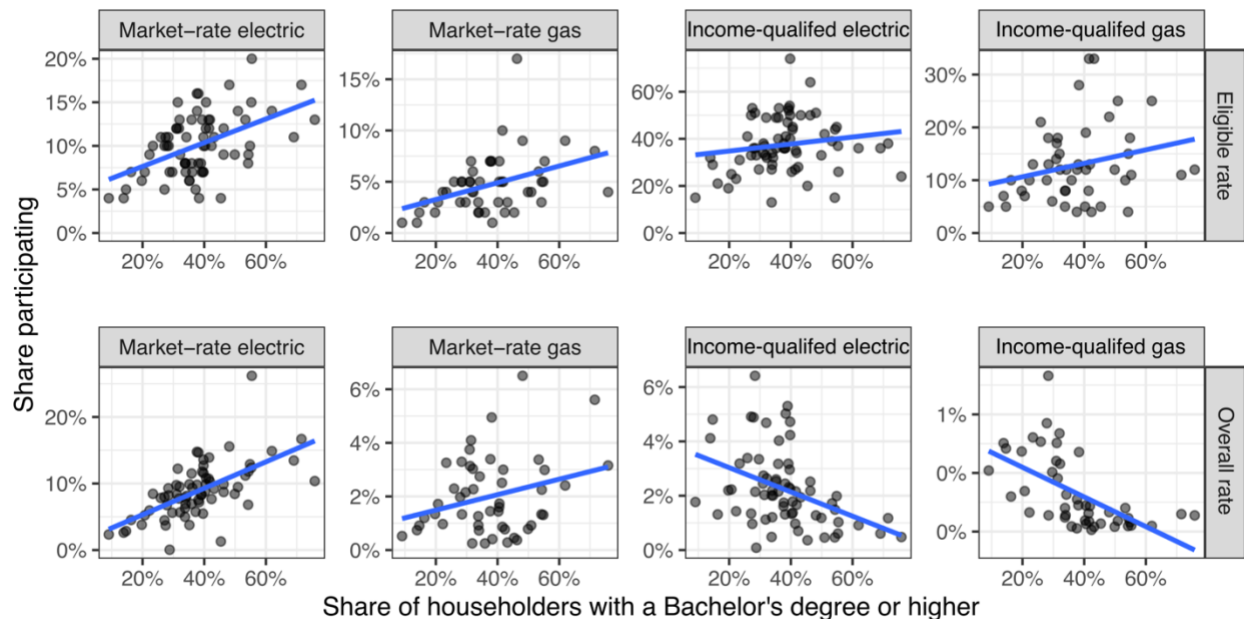 Market-rate electric
Market-rate gas
Income-qualifed electric
Income-qualifed gas
20%
15%
10%
5%
0%
15%
10%
5%
0%
60%
40%
20%
0%
30%
20%
10%
0%
Eligible rate
20% 40% 60%
20% 40% 60%
20% 40% 60%
20% 40% 60%
Share participating
Market-rate electric
Market-rate gas
Income-qualifed electric
Income-qualifed gas
20%
10%
0%
6%
4%
2%
0%
6%
4%
2%
0%
1%
0%
0%
Overall rate
20% 40% 60%
20% 40% 60%
20% 40% 60%
20% 40% 60%
Share of householders with a Bachelor's degree or higher